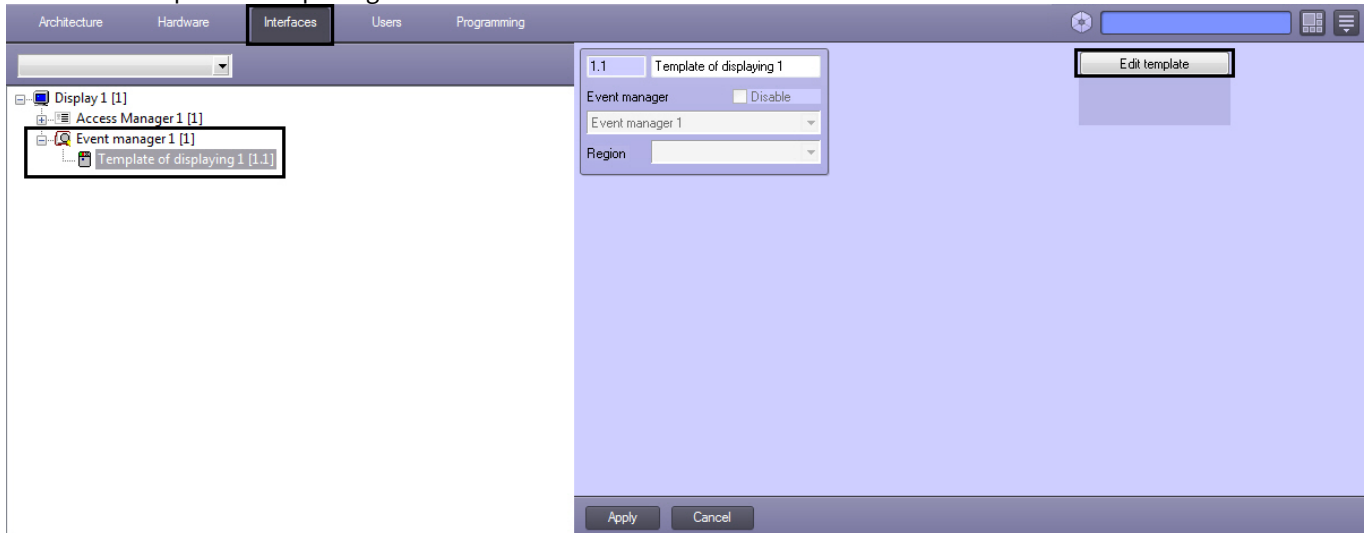 Architecture Hardware Interfaces Users Programming
1.1 Template of displaying 1
Edit template
Display 1 [1]
Access Manager 1 [1]
Event manager 1 [1]
Template of displaying 1 [1.1]
Event manager Disable
Event manager 1
Region
Apply Cancel